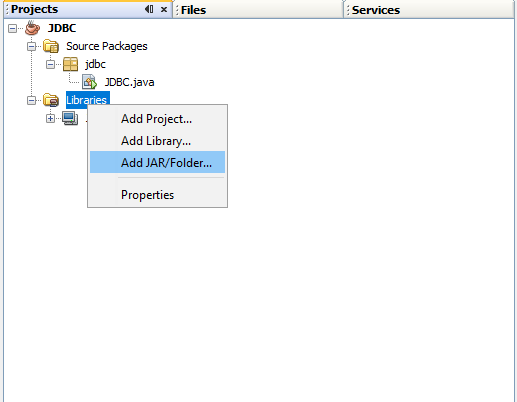 Projects
Files
Services
JDBC
Source Packages
jdbc
JDBC.java
Libraries
Add Project...
Add Library...
Add JAR/Folder...
Properties